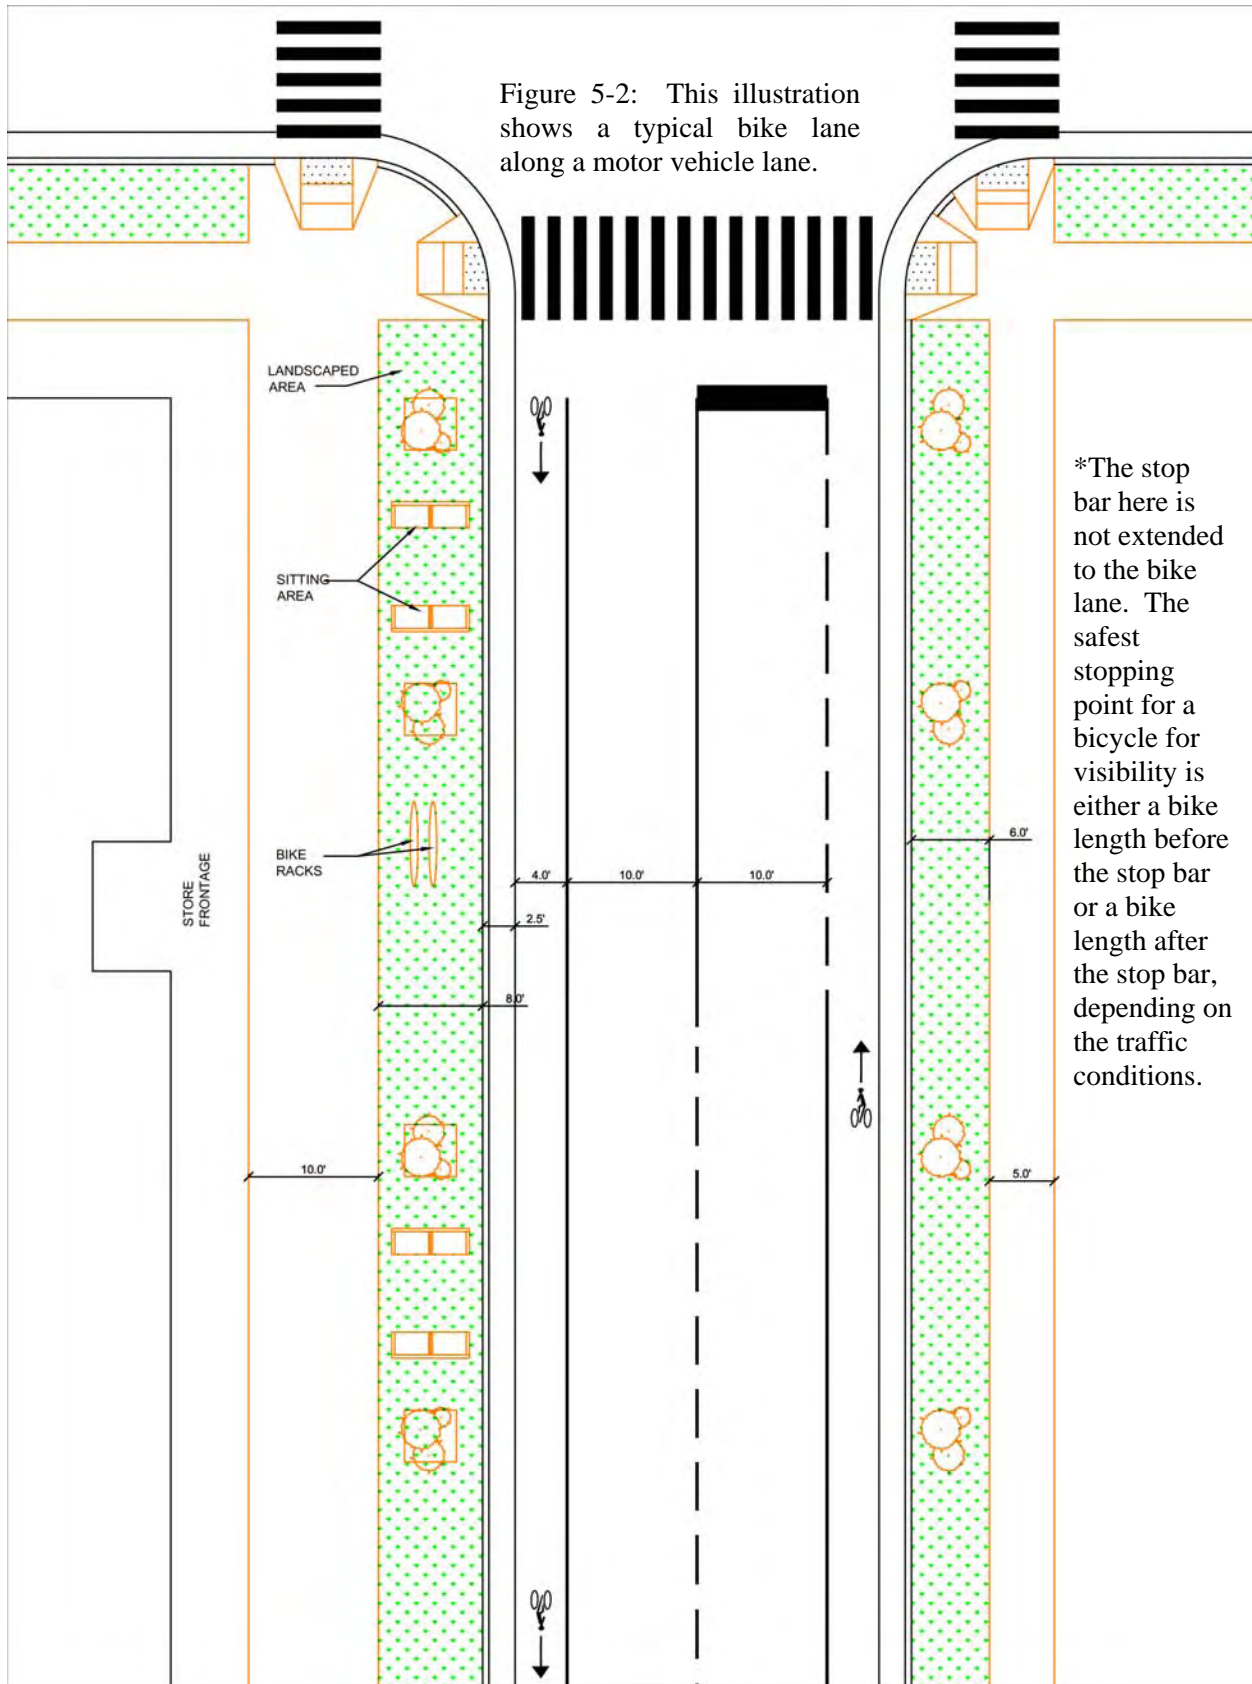 Figure 5-2: This illustration
shows a typical bike lane
along a motor vehicle lane.
LANDSCAPED
AREA
*The stop
bar here is
not extended
to the bike
lane. The
safest
stopping
point for a
bicycle for
visibility is
either a bike
length before
the stop bar
or a bike
length after
the stop bar,
depending on
the traffic
conditions.
SITTING
AREA
BIKE
RACKS
STORE
FRONTAGE
4.0'
10.0'
10.0'
6.0'
2.5'
8.0'
10.0'
5.0'